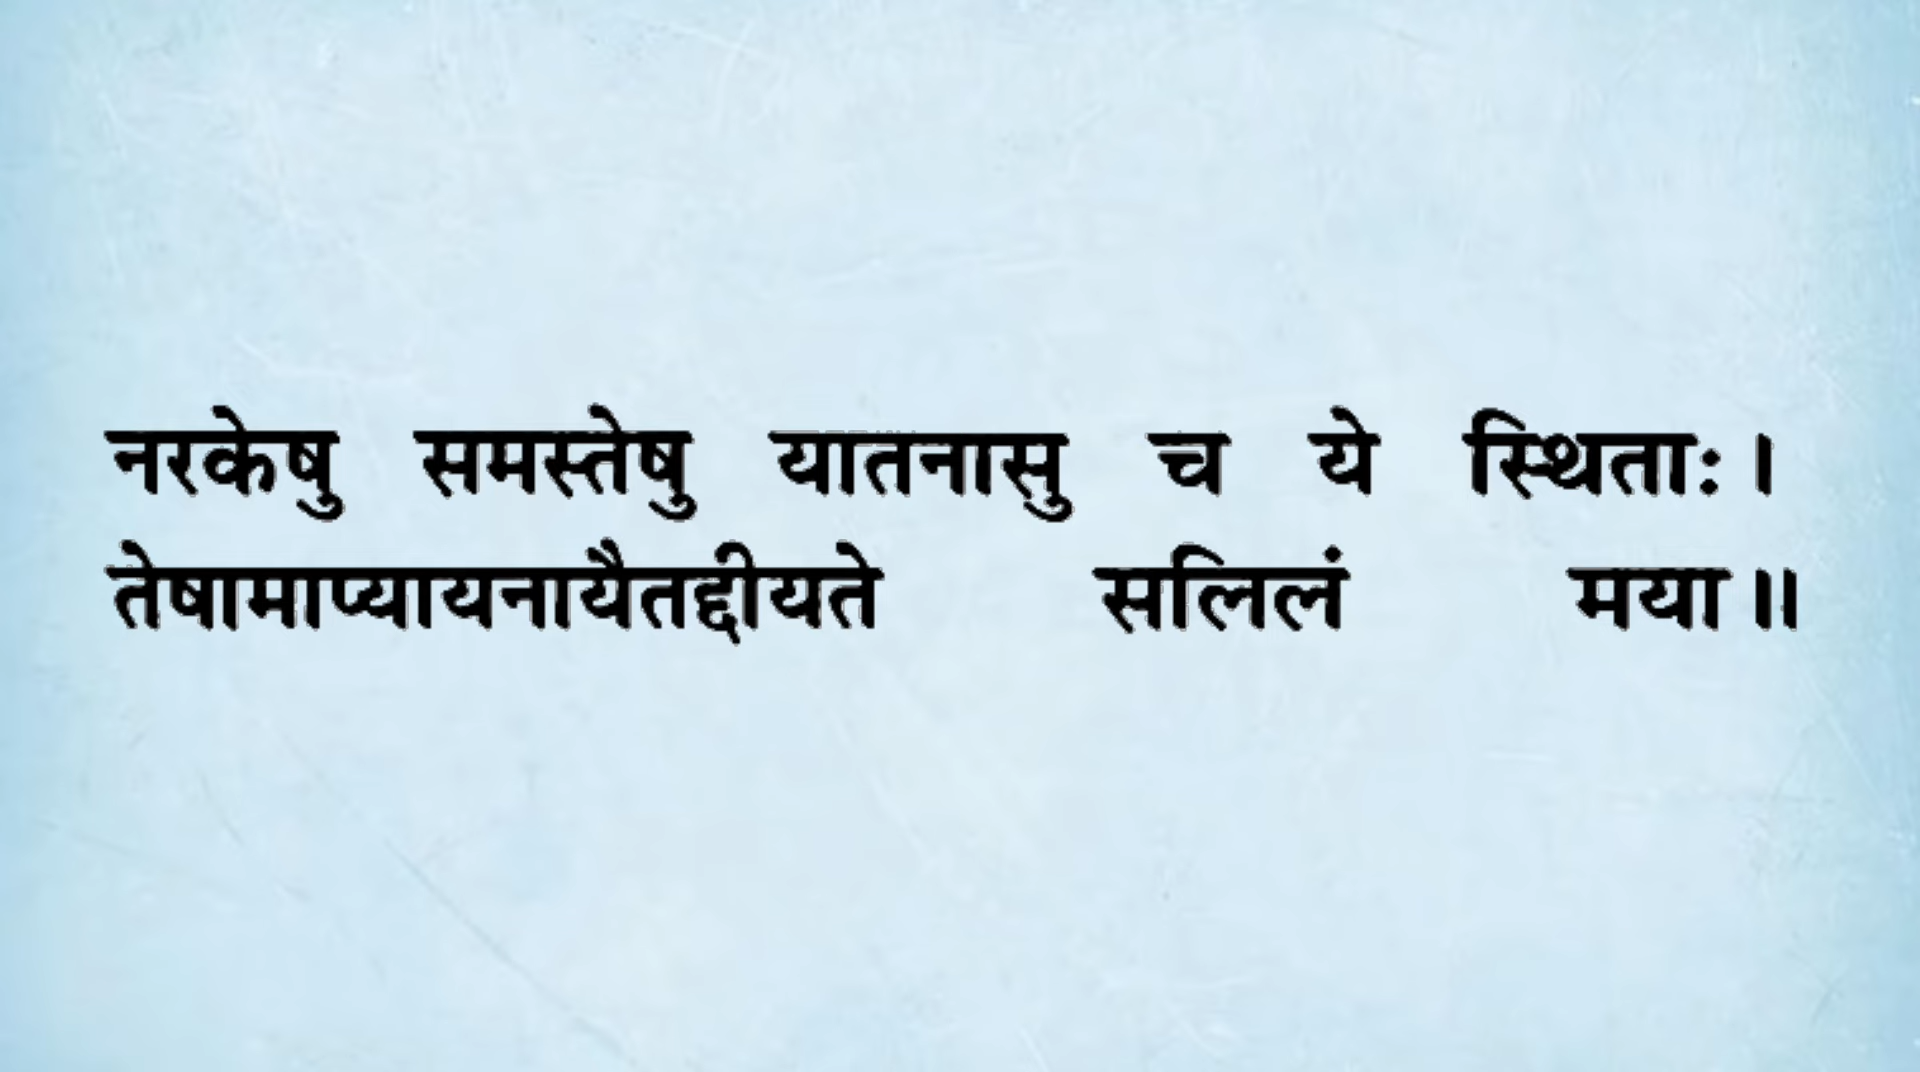 नरकेषु समस्तेषु यातनासु च ये स्थिताः।
तेषामाप्यायनायैतद्दीयते सलिलं मया॥